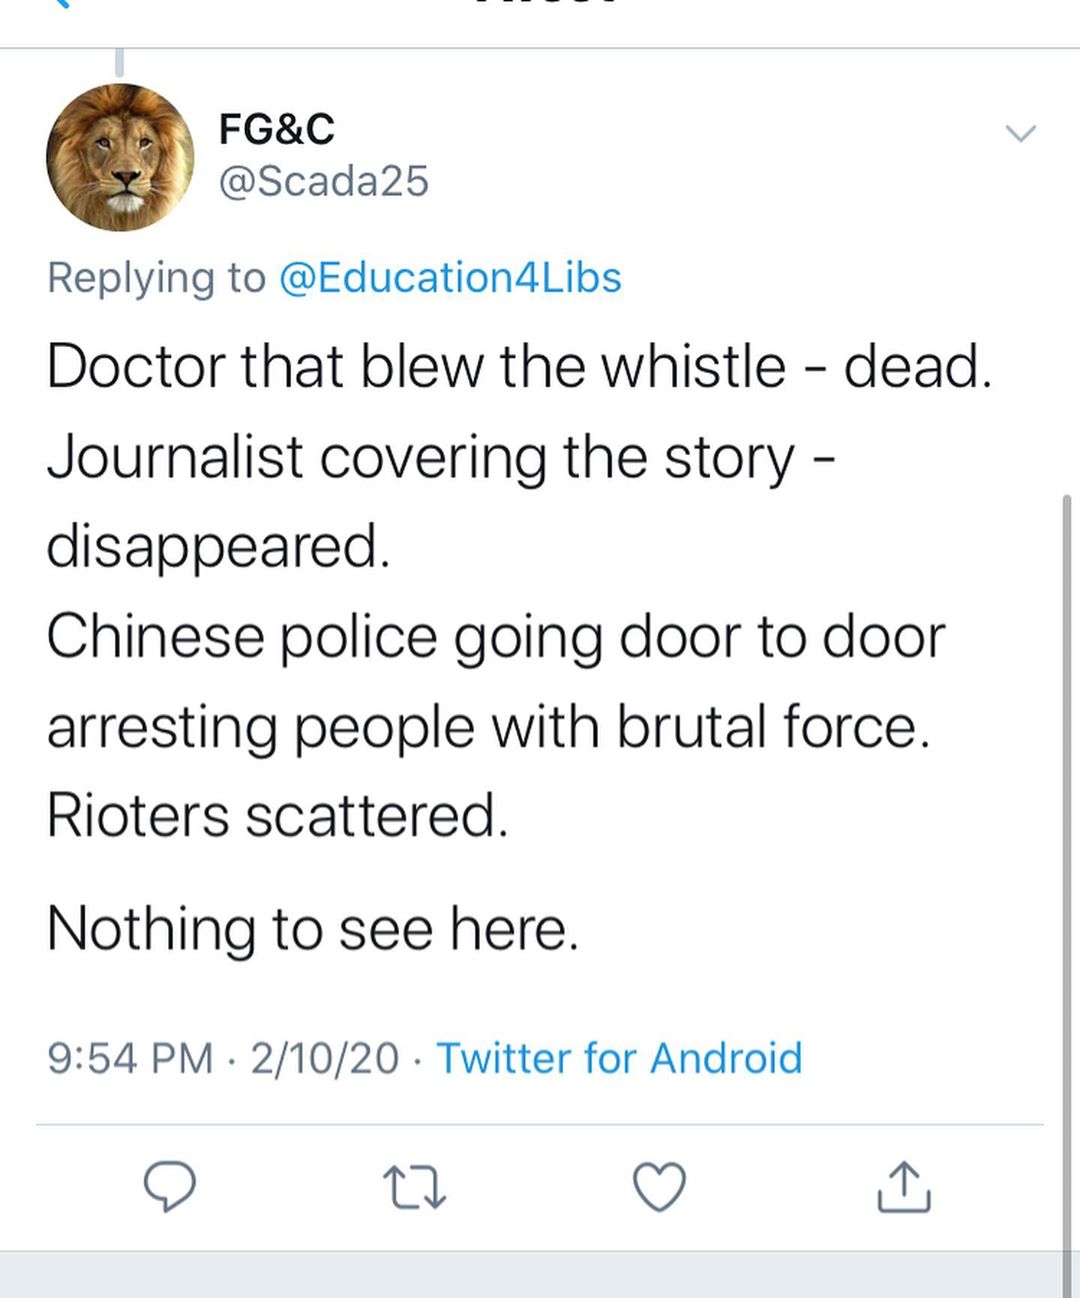 FG&C
@Scada25
Replying to @Education4Libs
Doctor that blew the whistle - dead.
Journalist covering the story -
disappeared.
Chinese police going door to door
arresting people with brutal force.
Rioters scattered.
Nothing to see here.
9:54 PM · 2/10/20 · Twitter for Android